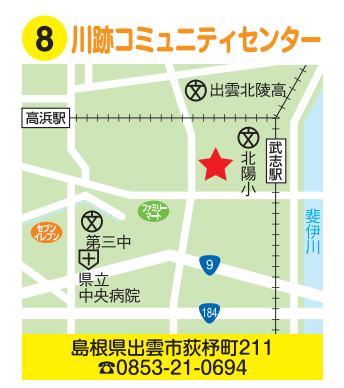 8 川跡コミュニティセンター
文 出雲北陵高
高浜駅
文
北陽小
武志駅
斐伊川
ファミリー
マート
セブン
イレブン
文
第三中
県立
中央病院
9
184
島根県出雲市荻杼町211
☎0853-21-0694